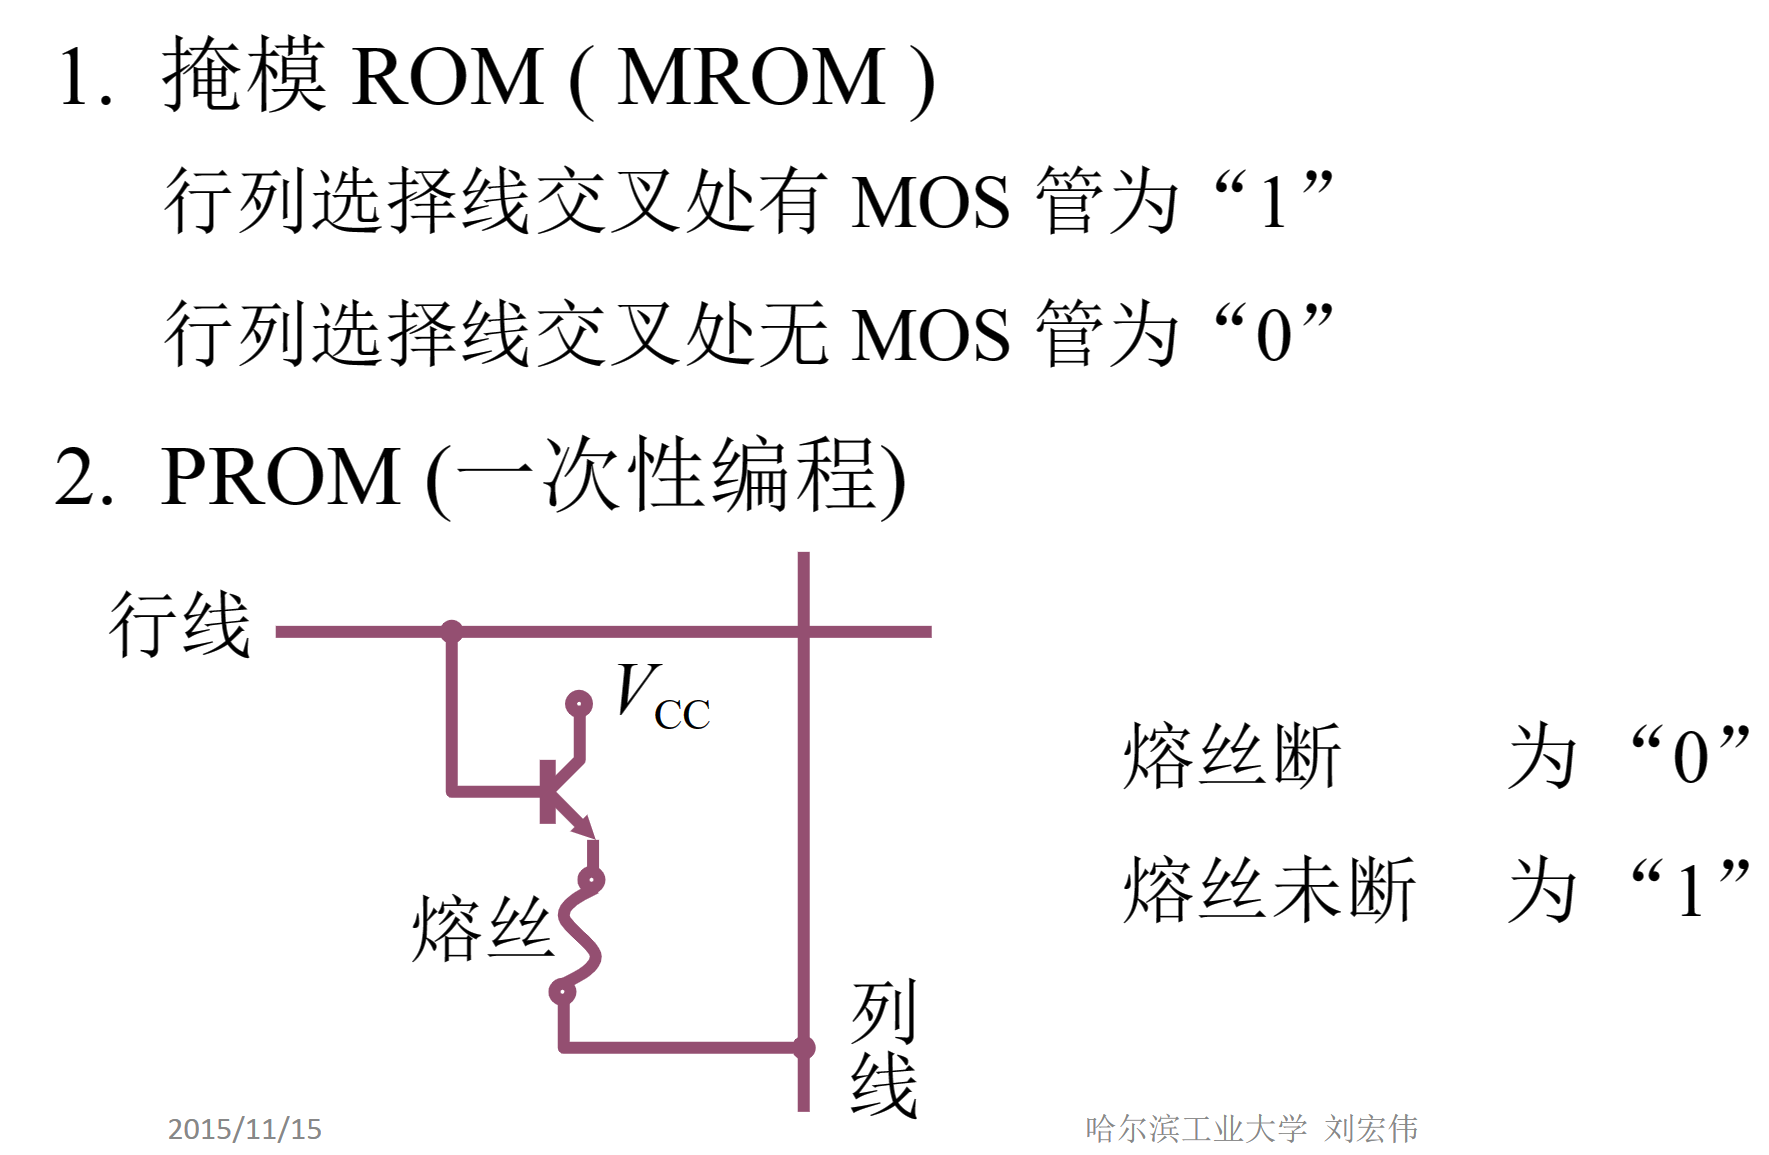 1. 掩模 ROM ( MROM )
行列选择线交叉处有 MOS 管为“1”
行列选择线交叉处无 MOS 管为“0”
2. PROM (一次性编程)
行线
VCC
熔丝断 为“0”
熔丝未断 为“1”
熔丝
列线
2015/11/15
哈尔滨工业大学 刘宏伟